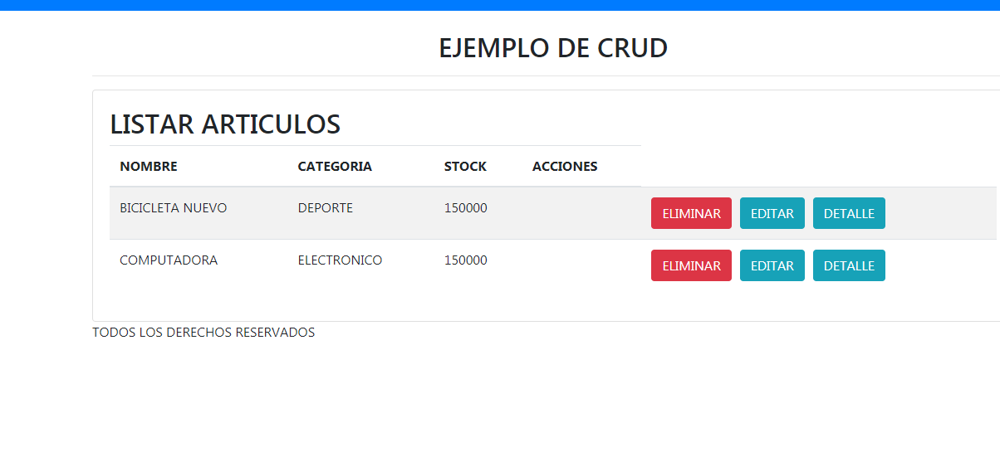 EJEMPLO DE CRUD
LISTAR ARTICULOS
NOMBRE CATEGORIA STOCK ACCIONES
BICICLETA NUEVO DEPORTE 150000 ELIMINAR EDITAR DETALLE
COMPUTADORA ELECTRONICO 150000 ELIMINAR EDITAR DETALLE
TODOS LOS DERECHOS RESERVADOS